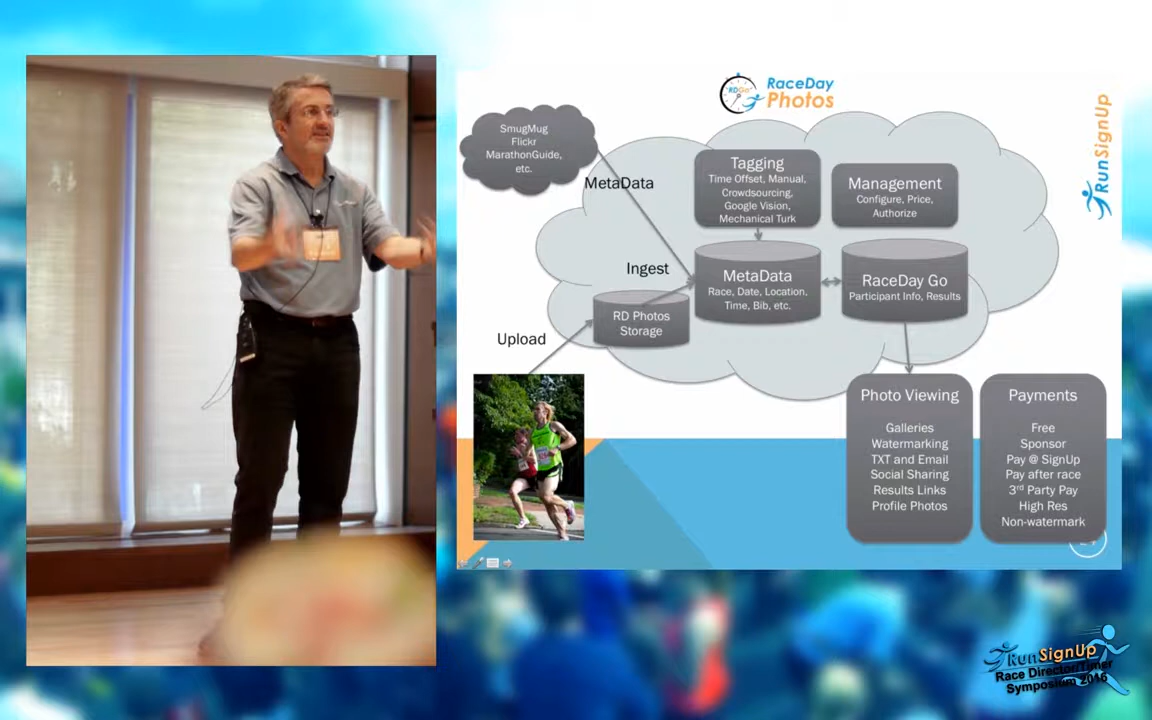 RDGo
RaceDay
Photos
RunSignUp
SmugMug
Flickr
MarathonGuide,
etc.
MetaData
Tagging
Time Offset, Manual,
Crowdsourcing,
Google Vision,
Mechanical Turk
Management
Configure, Price,
Authorize
Ingest
MetaData
Race, Date, Location,
Time, Bib, etc.
RaceDay Go
Participant Info, Results
RD Photos
Storage
Upload
Photo Viewing
Galleries
Watermarking
TXT and Email
Social Sharing
Results Links
Profile Photos
Payments
Free
Sponsor
Pay @ SignUp
Pay after race
3rd Party Pay
High Res
Non-watermark
RunSignUp
Race Director/Timer
Symposium 2016